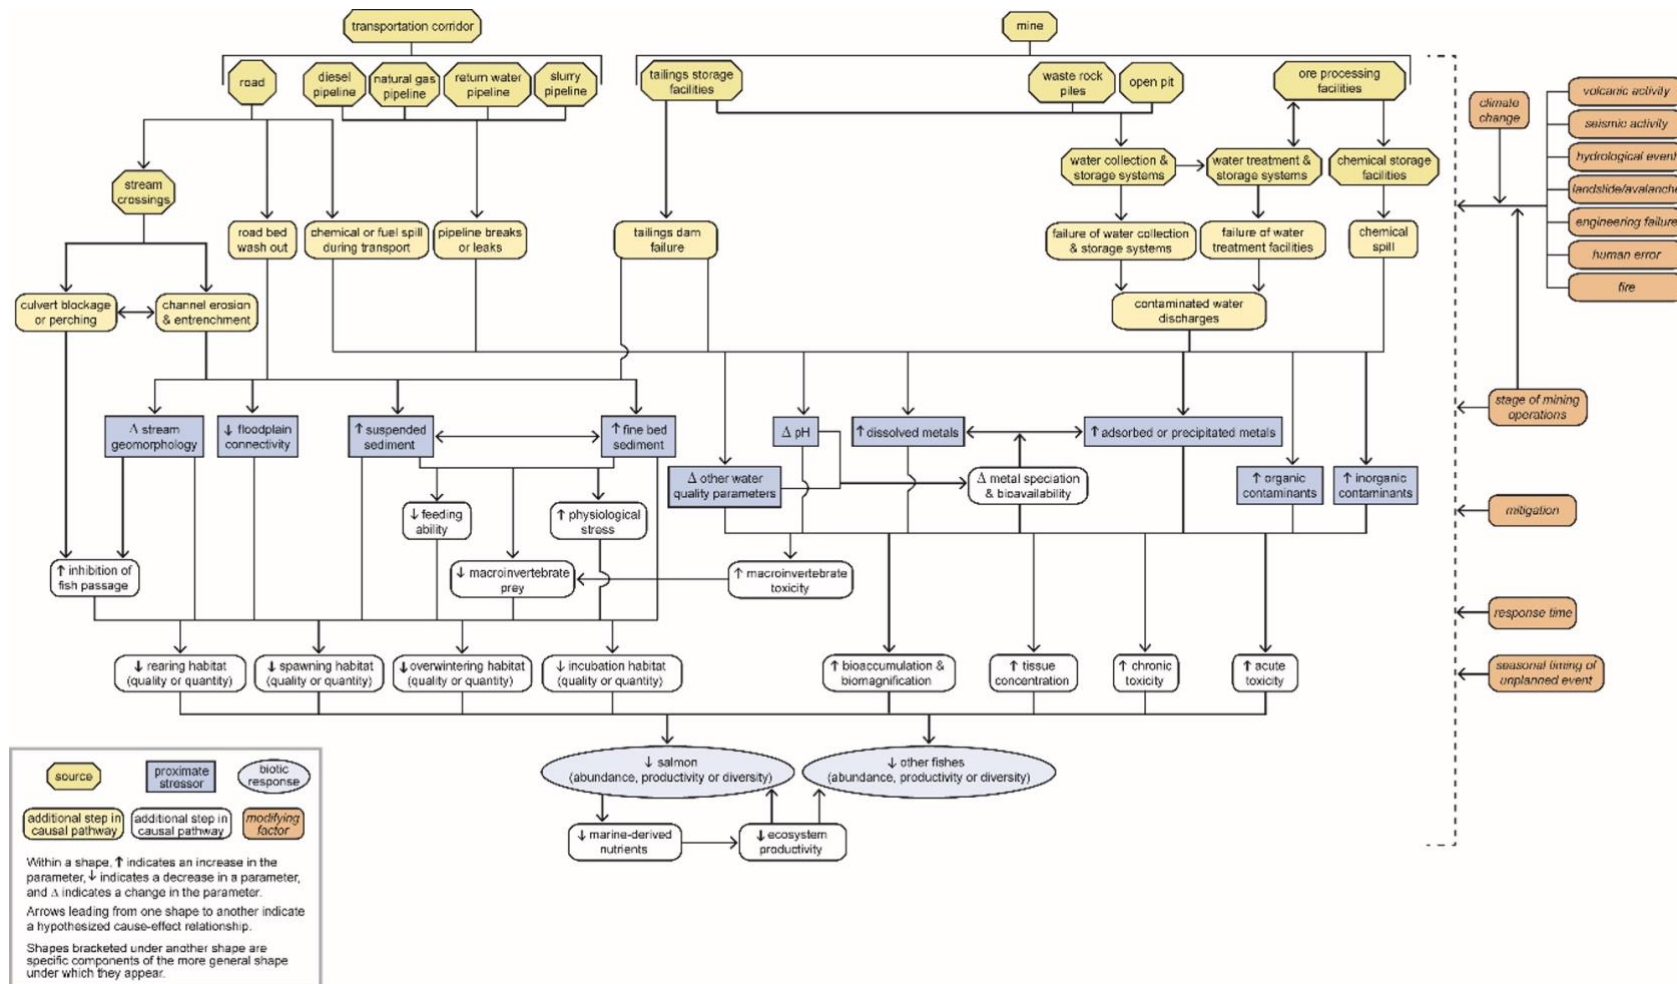 transportation corridor
mine
road
diesel
pipeline
natural gas
pipeline
return water
pipeline
slurry
pipeline
tailings storage
facilities
waste rock
piles
open pit
ore processing
facilities
climate
change
volcanic activity
seismic activity
hydrological event
landslide/avalanche
engineering failure
human error
fire
stream
crossings
water collection &
storage systems
water treatment &
storage systems
chemical storage
facilities
road bed
wash out
chemical or fuel spill
during transport
pipeline breaks
or leaks
tailings dam
failure
failure of water collection
& storage systems
failure of water
treatment facilities
chemical
spill
culvert blockage
or perching
channel erosion
& entrenchment
contaminated water
discharges
Δ stream
geomorphology
↓ floodplain
connectivity
↑ suspended
sediment
↑ fine bed
sediment
Δ pH
↑ dissolved metals
↑ adsorbed or precipitated metals
stage of mining
operations
Δ other water
quality parameters
Δ metal speciation
& bioavailability
↑ organic
contaminants
↑ inorganic
contaminants
↓ feeding
ability
↑ physiological
stress
mitigation
↑ inhibition of
fish passage
↓ macroinvertebrate
prey
↑ macroinvertebrate
toxicity
response time
↓ rearing habitat
(quality or quantity)
↓ spawning habitat
(quality or quantity)
↓ overwintering habitat
(quality or quantity)
↓ incubation habitat
(quality or quantity)
↑ bioaccumulation &
biomagnification
↑ tissue
concentration
↑ chronic
toxicity
↑ acute
toxicity
seasonal timing of
unplanned event
↓ salmon
(abundance, productivity or diversity)
↓ other fishes
(abundance, productivity or diversity)
↓ marine-derived
nutrients
↓ ecosystem
productivity
source
proximate
stressor
biotic
response
additional step in
causal pathway
additional step in
causal pathway
modifying
factor
Within a shape, ↑ indicates an increase in the
parameter, ↓ indicates a decrease in a parameter,
and Δ indicates a change in the parameter.
Arrows leading from one shape to another indicate
a hypothesized cause-effect relationship.
Shapes bracketed under another shape are
specific components of the more general shape
under which they appear.